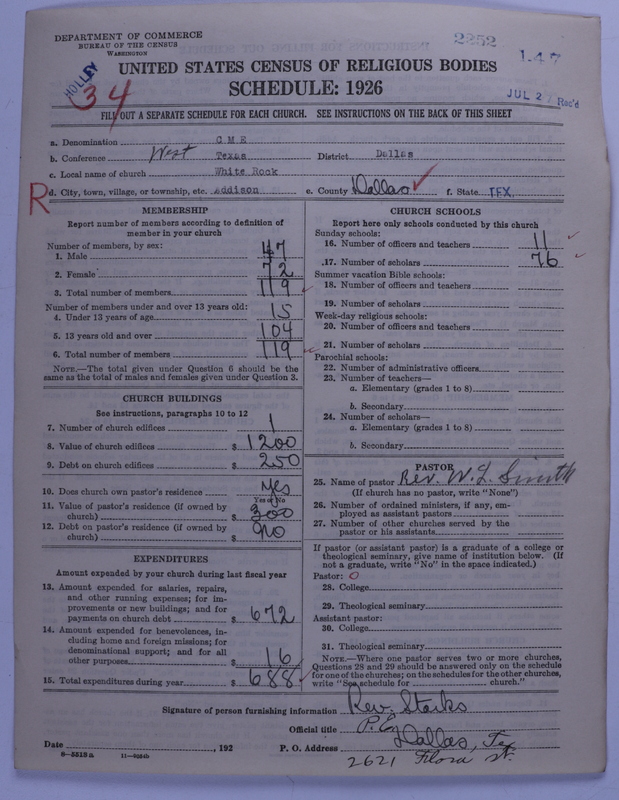 DEPARTMENT OF COMMERCE
BUREAU OF THE CENSUS
WASHINGTON
2252
147
HOLLEY
34
UNITED STATES CENSUS OF RELIGIOUS BODIES
SCHEDULE: 1926
JUL 27 Rec'd
FILL OUT A SEPARATE SCHEDULE FOR EACH CHURCH. SEE INSTRUCTIONS ON THE BACK OF THIS SHEET
a. Denomination C M E
b. Conference West Texas District Dallas
c. Local name of church White Rock
R d. City, town, village, or township, etc. Addison e. County Dallas f. State TEX.
MEMBERSHIP
Report number of members according to definition of
member in your church
Number of members, by sex:
1. Male 47
2. Female 72
3. Total number of members 119
Number of members under and over 13 years old:
4. Under 13 years of age 15
5. 13 years old and over 104
6. Total number of members 119
NOTE.—The total given under Question 6 should be the
same as the total of males and females given under Question 3.
CHURCH BUILDINGS
See instructions, paragraphs 10 to 12
7. Number of church edifices 1
8. Value of church edifices $ 1200
9. Debt on church edifices $ 250
10. Does church own pastor's residence Yes
Yes or No
11. Value of pastor's residence (if owned by
church) $ 300
12. Debt on pastor's residence (if owned by
church) $ No
EXPENDITURES
Amount expended by your church during last fiscal year
13. Amount expended for salaries, repairs,
and other running expenses; for im-
provements or new buildings; and for
payments on church debt $ 672
14. Amount expended for benevolences, in-
cluding home and foreign missions; for
denominational support; and for all
other purposes $ 16
15. Total expenditures during year $ 688
CHURCH SCHOOLS
Report here only schools conducted by this church
Sunday schools:
16. Number of officers and teachers 11
17. Number of scholars 76
Summer vacation Bible schools:
18. Number of officers and teachers
19. Number of scholars
Week-day religious schools:
20. Number of officers and teachers
21. Number of scholars
Parochial schools:
22. Number of administrative officers
23. Number of teachers—
a. Elementary (grades 1 to 8)
b. Secondary
24. Number of scholars—
a. Elementary (grades 1 to 8)
b. Secondary
PASTOR
25. Name of pastor Rev. W. L. Smith
(If church has no pastor, write "None")
26. Number of ordained ministers, if any, em-
ployed as assistant pastors
27. Number of other churches served by the
pastor or his assistants
If pastor (or assistant pastor) is a graduate of a college or
theological seminary, give name of institution below. (If
not a graduate, write "No" in the space indicated.)
Pastor: O
28. College
29. Theological seminary
Assistant pastor:
30. College
31. Theological seminary
NOTE.—Where one pastor serves two or more churches,
Questions 28 and 29 should be answered only on the schedule
for one of the churches; on the schedules for the other churches,
write "See schedule for church."
Signature of person furnishing information Rev. Starks
Official title P. E.
Date , 192 P. O. Address Dallas, Tex
2621 Flora St.
6—5519a 11—9054b